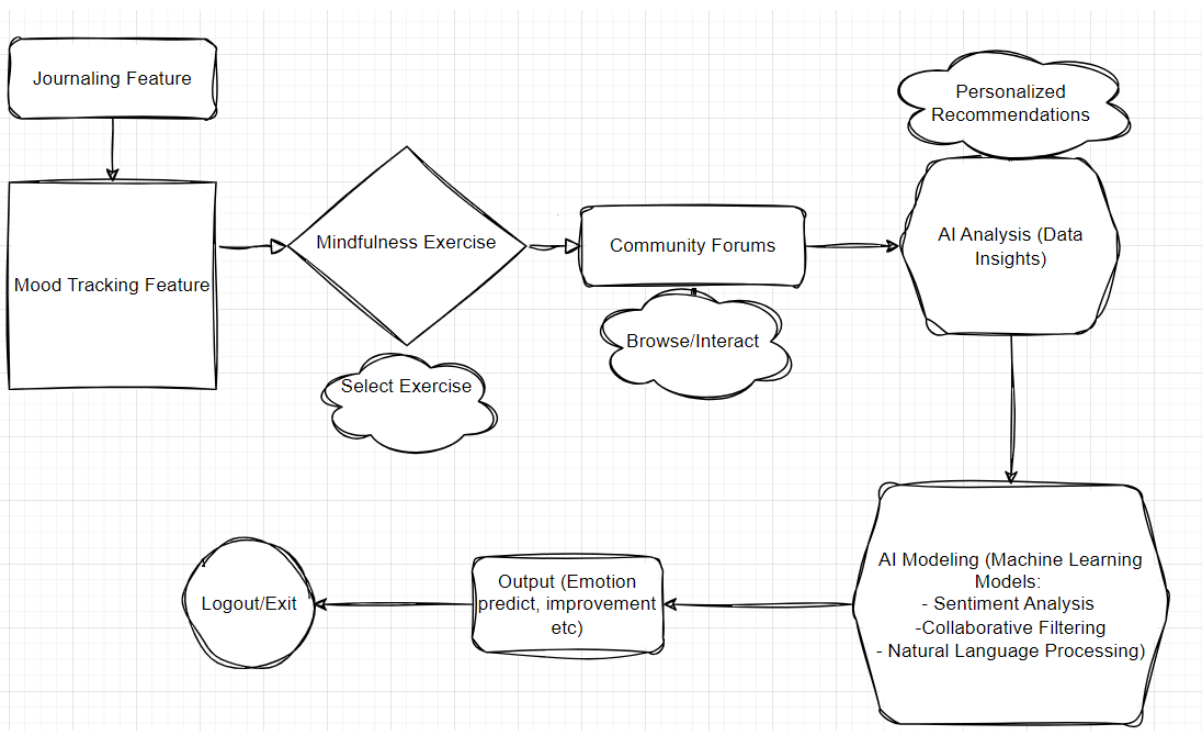 Journaling Feature
Mood Tracking Feature
Mindfulness Exercise
Select Exercise
Community Forums
Browse/Interact
Personalized
Recommendations
AI Analysis (Data
Insights)
AI Modeling (Machine Learning
Models:
- Sentiment Analysis
-Collaborative Filtering
- Natural Language Processing)
Output (Emotion
predict, improvement
etc)
Logout/Exit